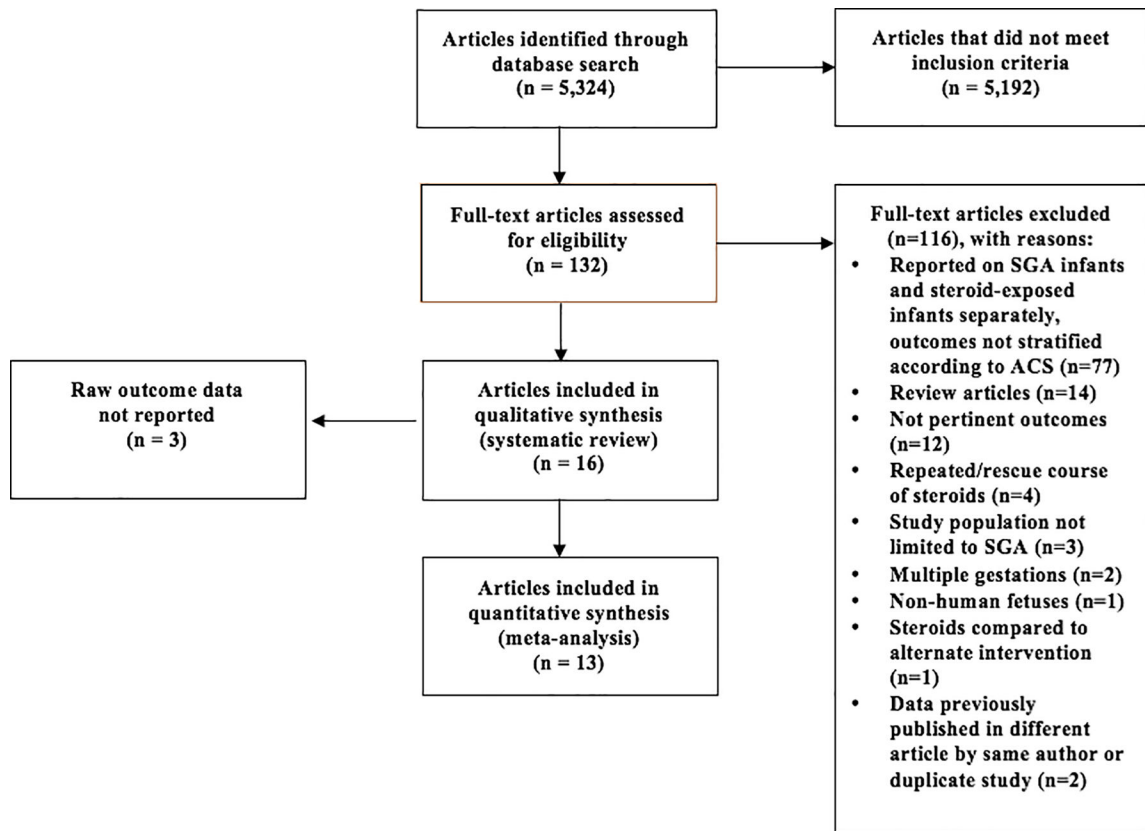 Articles identified through
database search
(n = 5,324)
Articles that did not meet
inclusion criteria
(n = 5,192)
Full-text articles assessed
for eligibility
(n = 132)
Full-text articles excluded
(n=116), with reasons:
• Reported on SGA infants
and steroid-exposed
infants separately,
outcomes not stratified
according to ACS (n=77)
• Review articles (n=14)
• Not pertinent outcomes
(n=12)
• Repeated/rescue course
of steroids (n=4)
• Study population not
limited to SGA (n=3)
• Multiple gestations (n=2)
• Non-human fetuses (n=1)
• Steroids compared to
alternate intervention
(n=1)
• Data previously
published in different
article by same author or
duplicate study (n=2)
Raw outcome data
not reported
(n = 3)
Articles included in
qualitative synthesis
(systematic review)
(n = 16)
Articles included in
quantitative synthesis
(meta-analysis)
(n = 13)